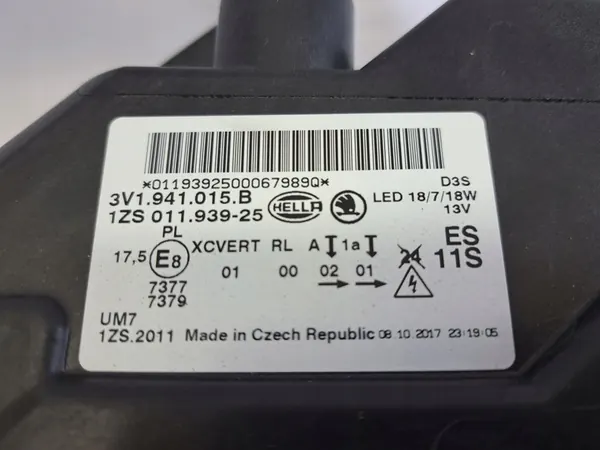 *0119392500067989Q*
3V1.941.015.B
1ZS 011.939-25
HELLA
D3S
LED 18/7/18W
13V
PL
17,5 E8 XCVERT RL A 1a
01 00 02 01
24
ES
11S
7377
7379
UM7
1ZS.2011 Made in Czech Republic 08.10.2017 23:19:05